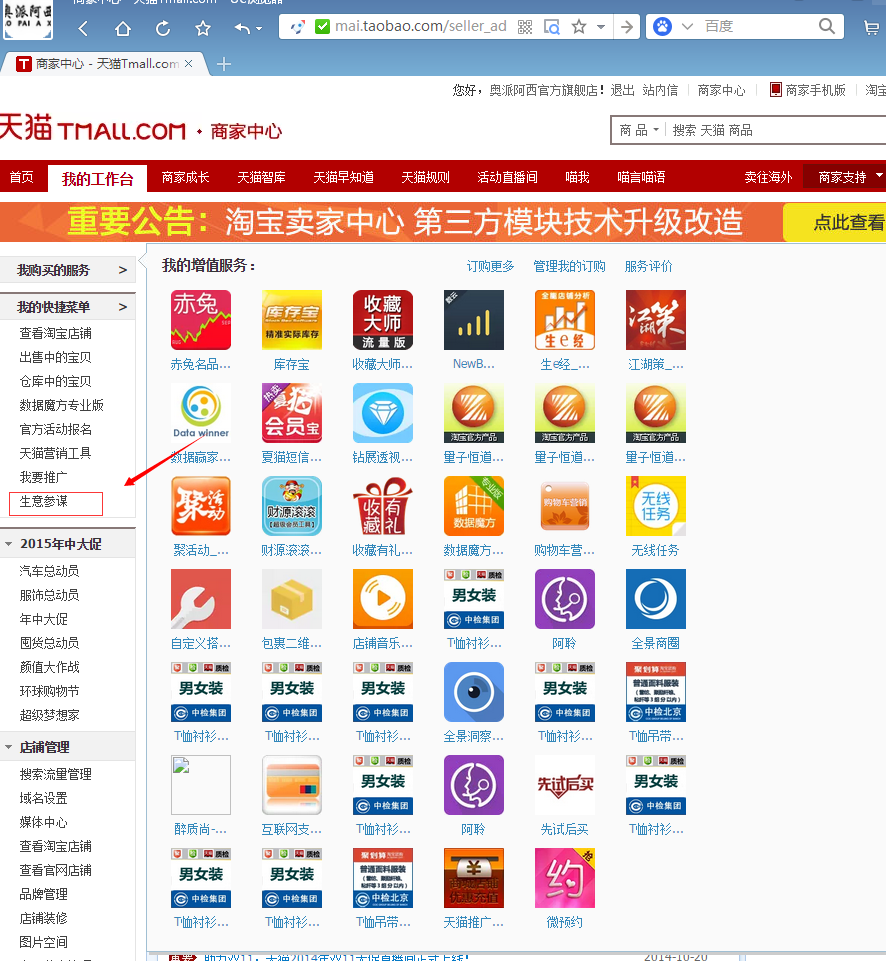 奥派阿西
商家中心 - 天猫Tmall.com
mai.taobao.com/seller_ad
百度
商家中心 - 天猫Tmall.com
您好，奥派阿西官方旗舰店！退出 站内信 商家中心 商家手机版 淘宝
天猫 TMALL.COM · 商家中心
商 品 搜索 天猫 商品
首页 我的工作台 商家成长 天猫智库 天猫早知道 天猫规则 活动直播间 喵我 喵言喵语 卖往海外 商家支持
重要公告： 淘宝卖家中心 第三方模块技术升级改造 点此查看
我购买的服务 >
我的快捷菜单 >
查看淘宝店铺
出售中的宝贝
仓库中的宝贝
数据魔方专业版
官方活动报名
天猫营销工具
我要推广
生意参谋
2015年中大促
汽车总动员
服饰总动员
年中大促
囤货总动员
颜值大作战
环球购物节
超级梦想家
店铺管理
搜索流量管理
域名设置
媒体中心
查看淘宝店铺
查看官网店铺
品牌管理
店铺装修
图片空间
我的增值服务： 订购更多 管理我的订购 服务评价
赤兔名品... 库存宝 收藏大师... NewB... 生e经_... 江湖策_...
数据赢家... 夏猫短信... 钻展透视... 量子恒道... 量子恒道... 量子恒道...
聚活动_... 财源滚滚... 收藏有礼... 数据魔方... 购物车营... 无线任务
自定义搭... 包裹二维... 店铺音乐... T恤衬衫... 阿聆 全景商圈
T恤衬衫... T恤衬衫... T恤衬衫... 全景洞察... T恤衬衫... T恤吊带...
醉质尚-... 互联网支... T恤衬衫... 阿聆 先试后买 T恤衬衫...
T恤衬衫... T恤衬衫... T恤吊带... 天猫推广... 微预约
2014-10-20